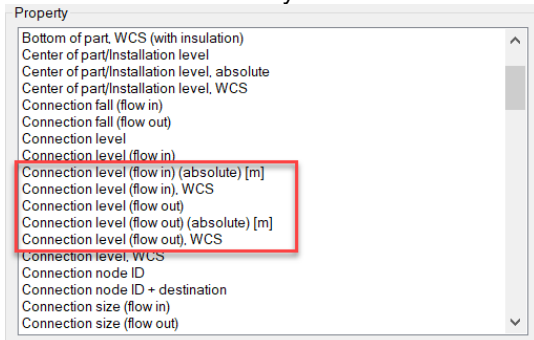 Property
Bottom of part, WCS (with insulation)
Center of part/Installation level
Center of part/Installation level, absolute
Center of part/Installation level, WCS
Connection fall (flow in)
Connection fall (flow out)
Connection level
Connection level (flow in)
Connection level (flow in) (absolute) [m]
Connection level (flow in), WCS
Connection level (flow out)
Connection level (flow out) (absolute) [m]
Connection level (flow out), WCS
Connection level, WCS
Connection node ID
Connection node ID + destination
Connection size (flow in)
Connection size (flow out)